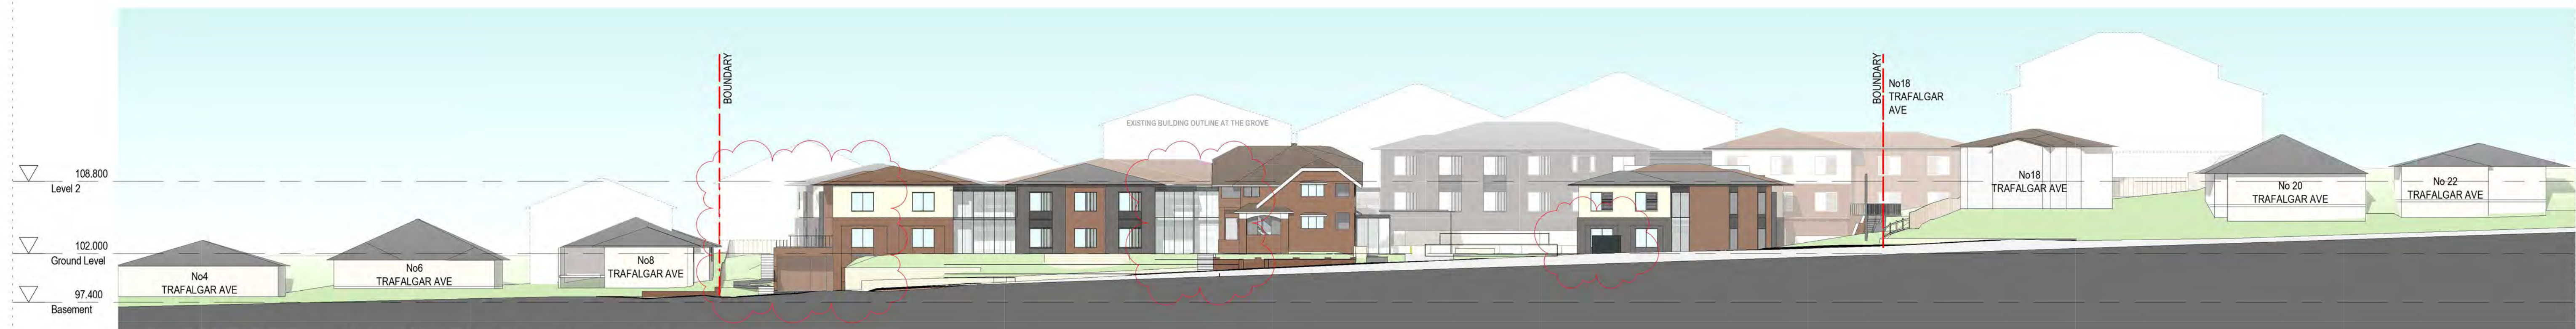 BOUNDARY
BOUNDARY
No18
TRAFALGAR
AVE
EXISTING BUILDING OUTLINE AT THE GROVE
108.800
Level 2
No18
TRAFALGAR AVE
No 20
TRAFALGAR AVE
No 22
TRAFALGAR AVE
102.000
Ground Level
No4
TRAFALGAR AVE
No6
TRAFALGAR AVE
No8
TRAFALGAR AVE
97.400
Basement